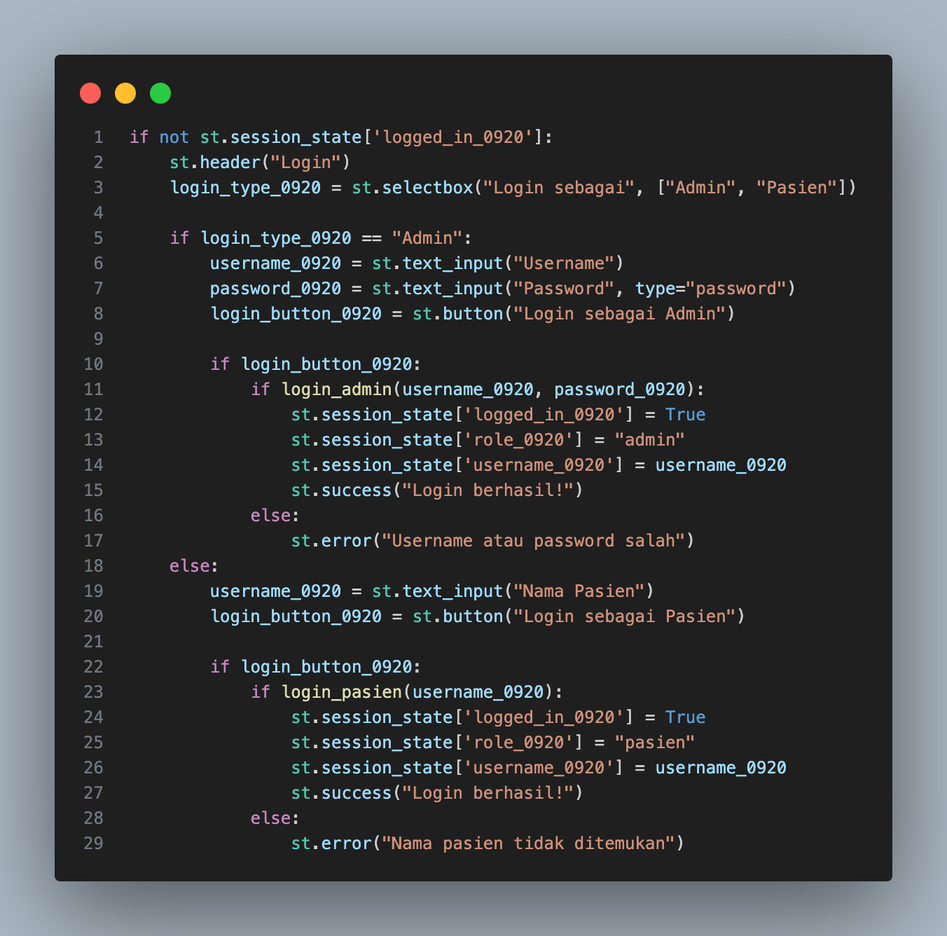 1 if not st.session_state['logged_in_0920']:
2     st.header("Login")
3     login_type_0920 = st.selectbox("Login sebagai", ["Admin", "Pasien"])
4
5     if login_type_0920 == "Admin":
6         username_0920 = st.text_input("Username")
7         password_0920 = st.text_input("Password", type="password")
8         login_button_0920 = st.button("Login sebagai Admin")
9
10         if login_button_0920:
11             if login_admin(username_0920, password_0920):
12                 st.session_state['logged_in_0920'] = True
13                 st.session_state['role_0920'] = "admin"
14                 st.session_state['username_0920'] = username_0920
15                 st.success("Login berhasil!")
16             else:
17                 st.error("Username atau password salah")
18     else:
19         username_0920 = st.text_input("Nama Pasien")
20         login_button_0920 = st.button("Login sebagai Pasien")
21
22         if login_button_0920:
23             if login_pasien(username_0920):
24                 st.session_state['logged_in_0920'] = True
25                 st.session_state['role_0920'] = "pasien"
26                 st.session_state['username_0920'] = username_0920
27                 st.success("Login berhasil!")
28             else:
29                 st.error("Nama pasien tidak ditemukan")